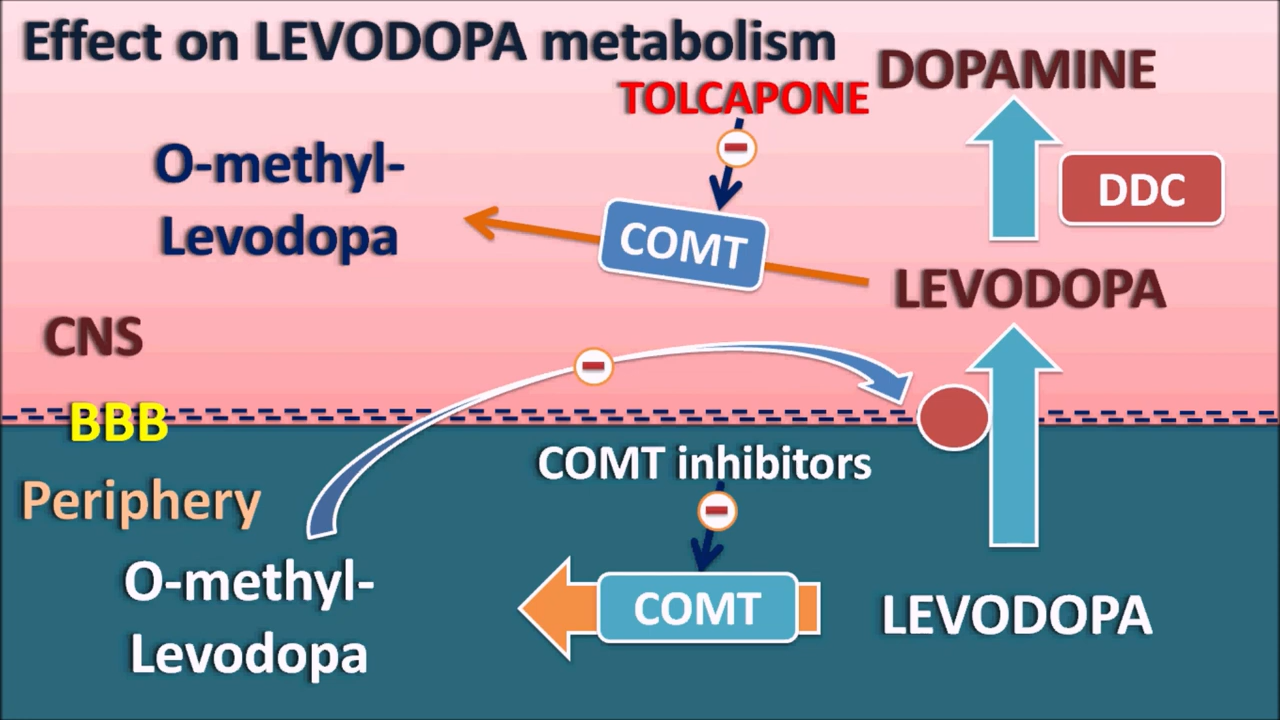 Effect on LEVODOPA metabolism
DOPAMINE
TOLCAPONE
O-methyl-
Levodopa
DDC
COMT
LEVODOPA
CNS
BBB
COMT inhibitors
Periphery
O-methyl-
Levodopa
COMT
LEVODOPA